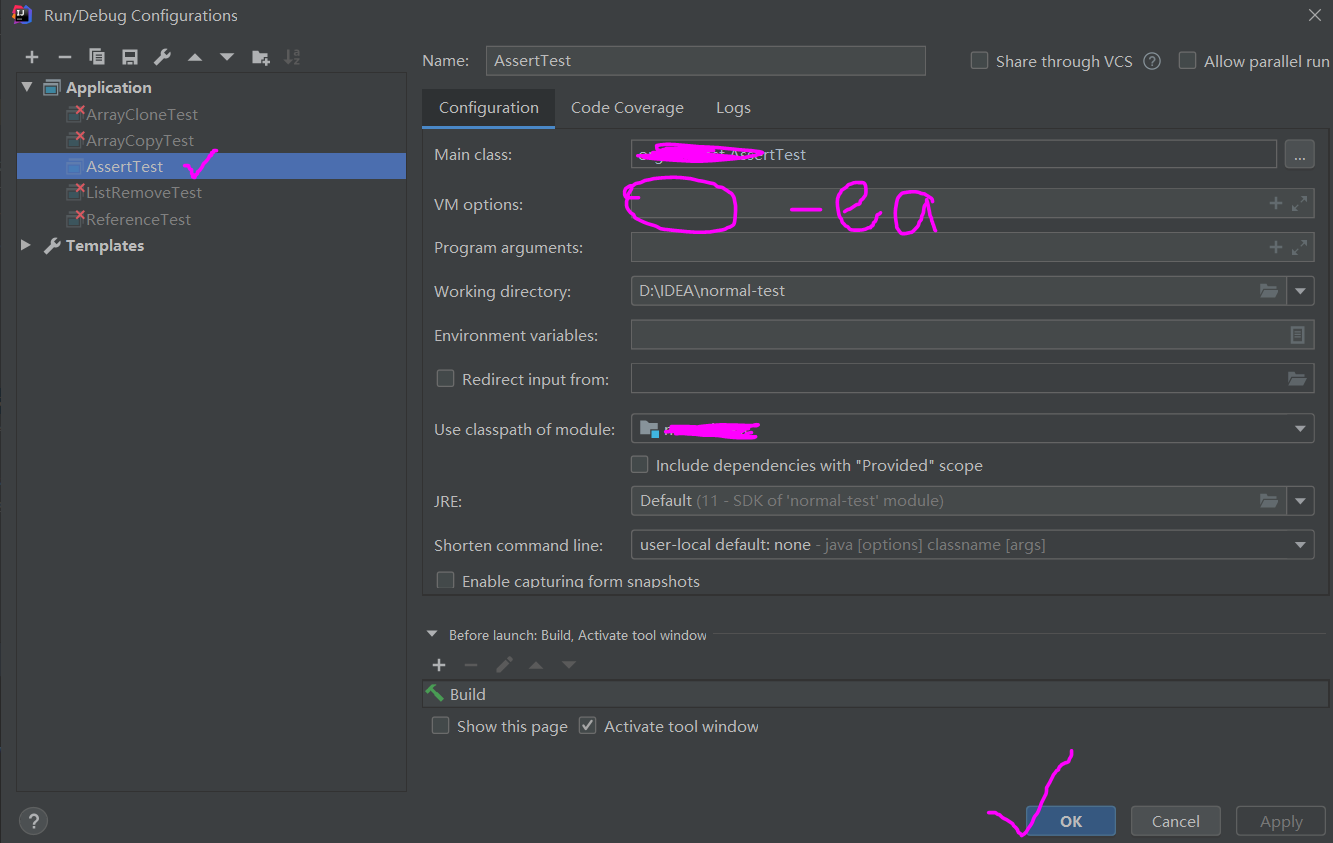 Run/Debug Configurations
Application
ArrayCloneTest
ArrayCopyTest
AssertTest
ListRemoveTest
ReferenceTest
Templates
Name: AssertTest
Share through VCS
Allow parallel run
Configuration Code Coverage Logs
Main class: AssertTest
...
VM options: -ea
Program arguments:
Working directory: D:\IDEA\normal-test
Environment variables:
Redirect input from:
Use classpath of module:
Include dependencies with "Provided" scope
JRE: Default (11 - SDK of 'normal-test' module)
Shorten command line: user-local default: none - java [options] classname [args]
Enable capturing form snapshots
Before launch: Build, Activate tool window
Build
Show this page Activate tool window
?
OK Cancel Apply